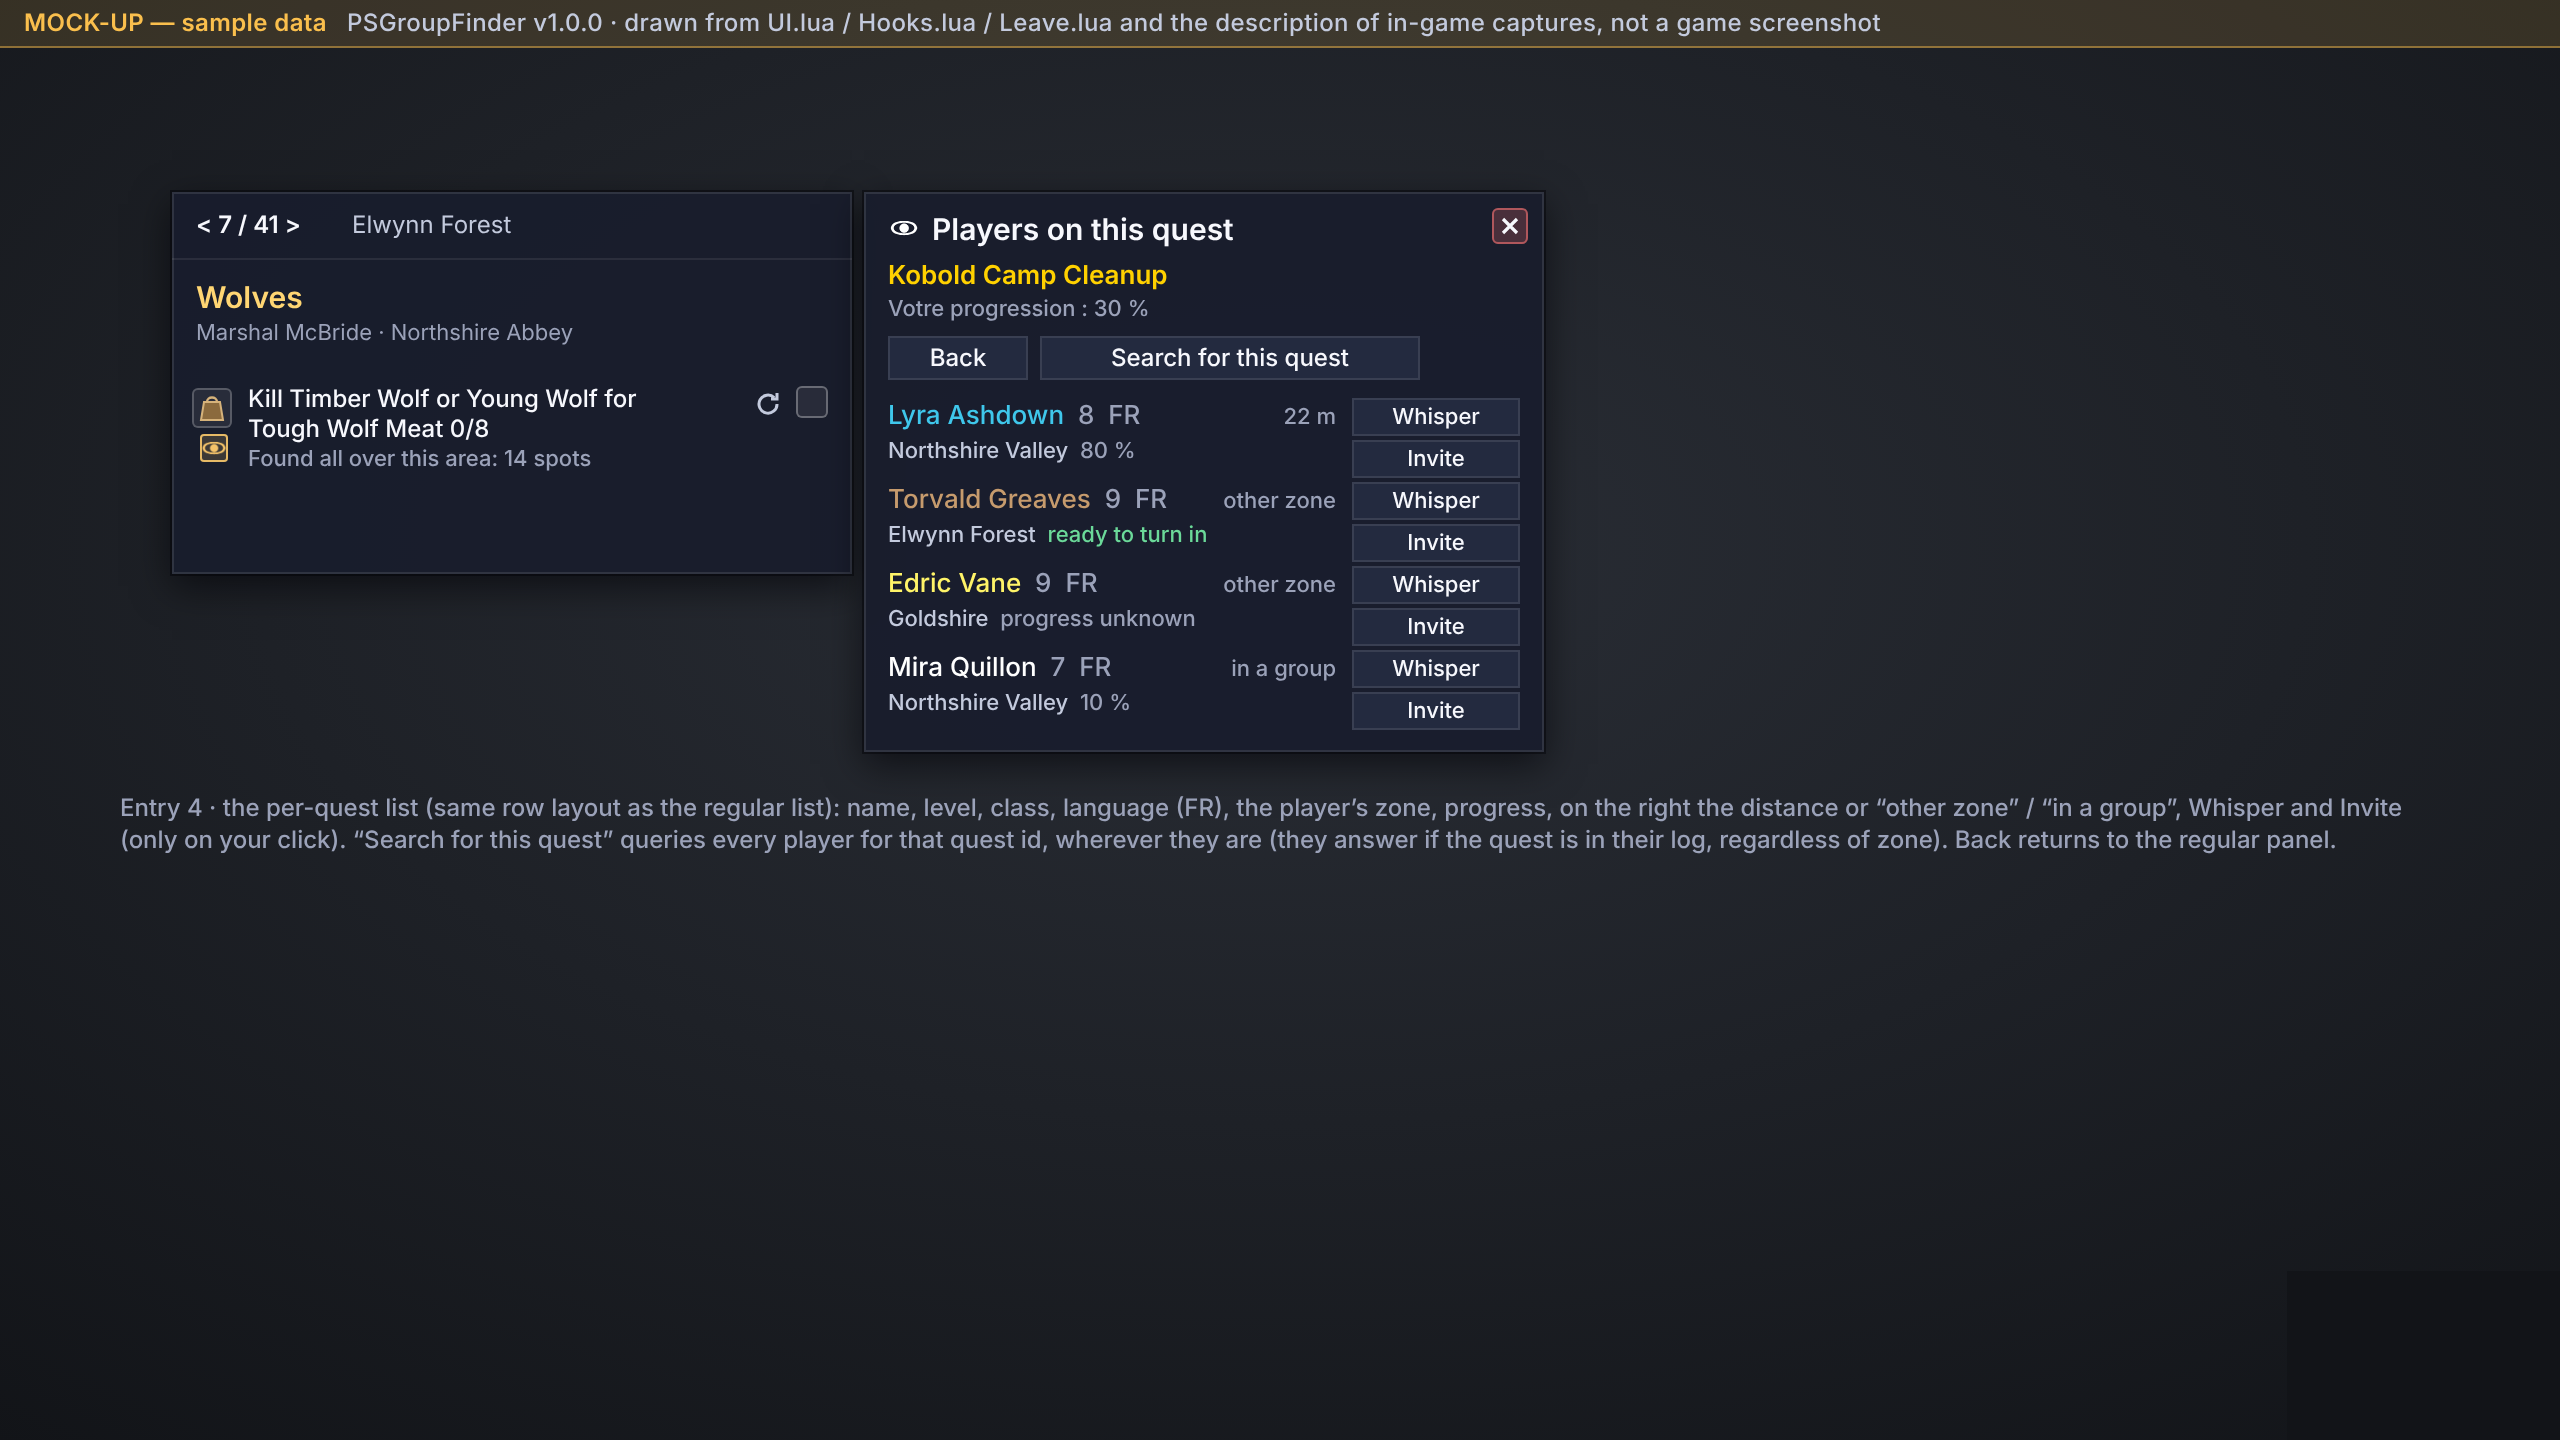 MOCK-UP — sample data PSGroupFinder v1.0.0 · drawn from UI.lua / Hooks.lua / Leave.lua and the description of in-game captures, not a game screenshot
< 7 / 41 > Elwynn Forest
Wolves
Marshal McBride · Northshire Abbey
Kill Timber Wolf or Young Wolf for
Tough Wolf Meat 0/8
Found all over this area: 14 spots
Players on this quest
Kobold Camp Cleanup
Votre progression : 30 %
Back Search for this quest
Lyra Ashdown 8 FR 22 m Whisper
Northshire Valley 80 % Invite
Torvald Greaves 9 FR other zone Whisper
Elwynn Forest ready to turn in Invite
Edric Vane 9 FR other zone Whisper
Goldshire progress unknown Invite
Mira Quillon 7 FR in a group Whisper
Northshire Valley 10 % Invite
Entry 4 · the per-quest list (same row layout as the regular list): name, level, class, language (FR), the player’s zone, progress, on the right the distance or “other zone” / “in a group”, Whisper and Invite
(only on your click). “Search for this quest” queries every player for that quest id, wherever they are (they answer if the quest is in their log, regardless of zone). Back returns to the regular panel.